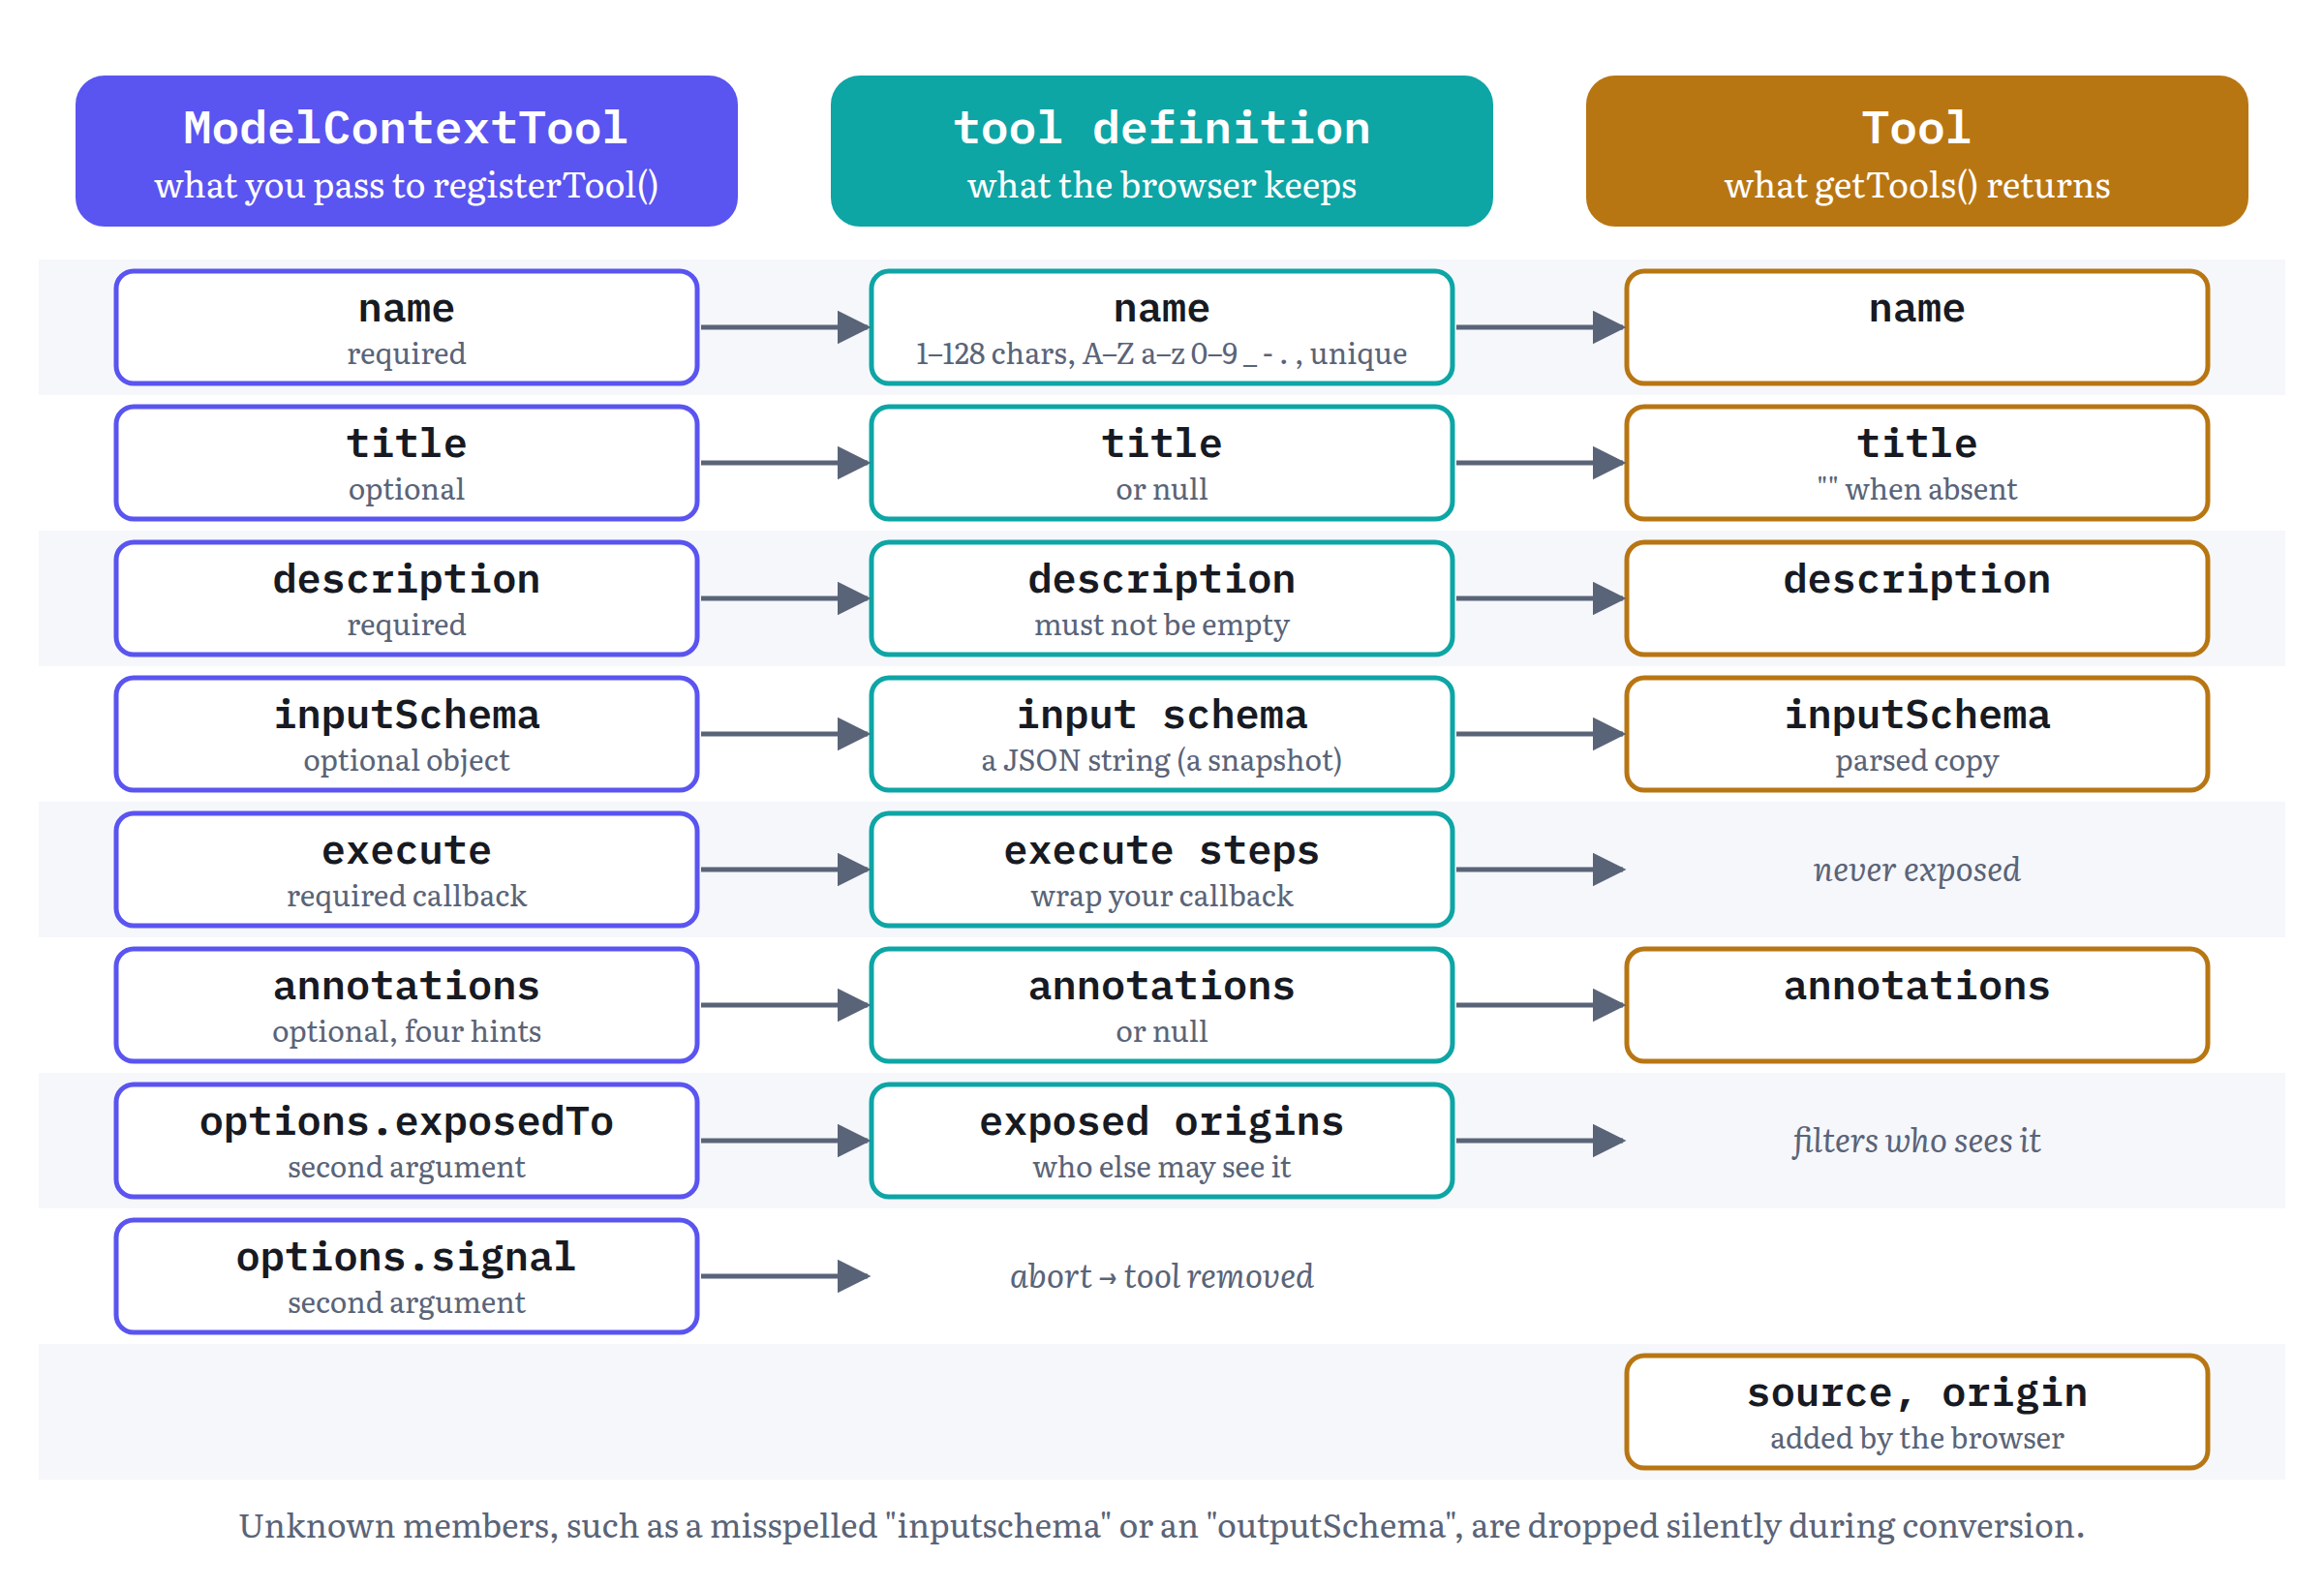 ModelContextTool
what you pass to registerTool()
tool definition
what the browser keeps
Tool
what getTools() returns
name
required
name
1–128 chars, A–Z a–z 0–9 _ - . , unique
name
title
optional
title
or null
title
"" when absent
description
required
description
must not be empty
description
inputSchema
optional object
input schema
a JSON string (a snapshot)
inputSchema
parsed copy
execute
required callback
execute steps
wrap your callback
never exposed
annotations
optional, four hints
annotations
or null
annotations
options.exposedTo
second argument
exposed origins
who else may see it
filters who sees it
options.signal
second argument
abort → tool removed
source, origin
added by the browser
Unknown members, such as a misspelled "inputschema" or an "outputSchema", are dropped silently during conversion.